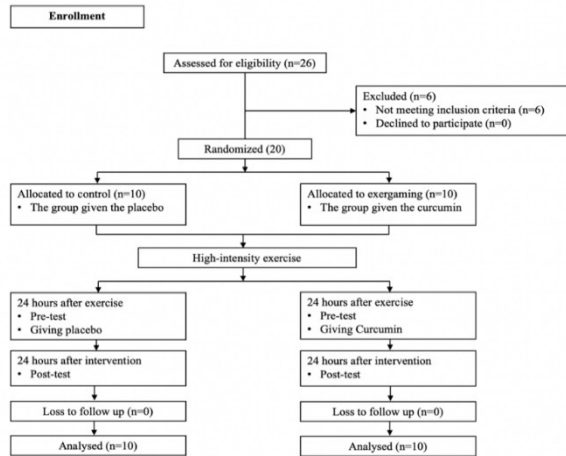 Enrollment
Assessed for eligibility (n=26)
Excluded (n=6)
• Not meeting inclusion criteria (n=6)
• Declined to participate (n=0)
Randomized (20)
Allocated to control (n=10)
• The group given the placebo
Allocated to exergaming (n=10)
• The group given the curcumin
High-intensity exercise
24 hours after exercise
• Pre-test
• Giving placebo
24 hours after exercise
• Pre-test
• Giving Curcumin
24 hours after intervention
• Post-test
24 hours after intervention
• Post-test
Loss to follow up (n=0)
Loss to follow up (n=0)
Analysed (n=10)
Analysed (n=10)